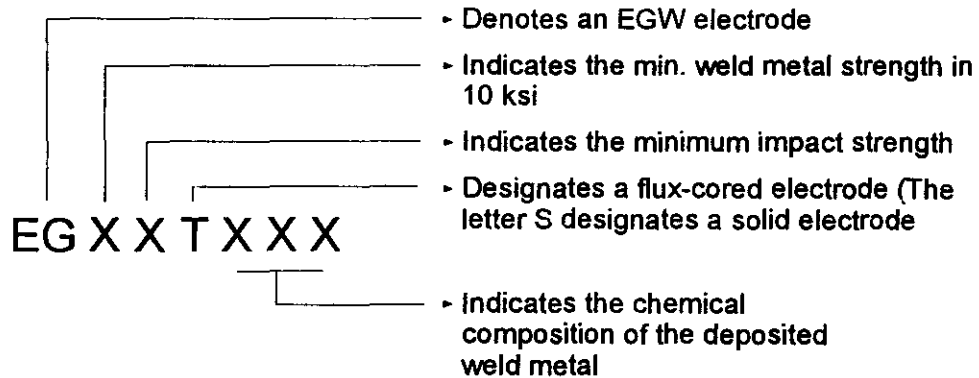 Denotes an EGW electrode
Indicates the min. weld metal strength in
10 ksi
Indicates the minimum impact strength
Designates a flux-cored electrode (The
letter S designates a solid electrode
EG X X T X X X
Indicates the chemical
composition of the deposited
weld metal